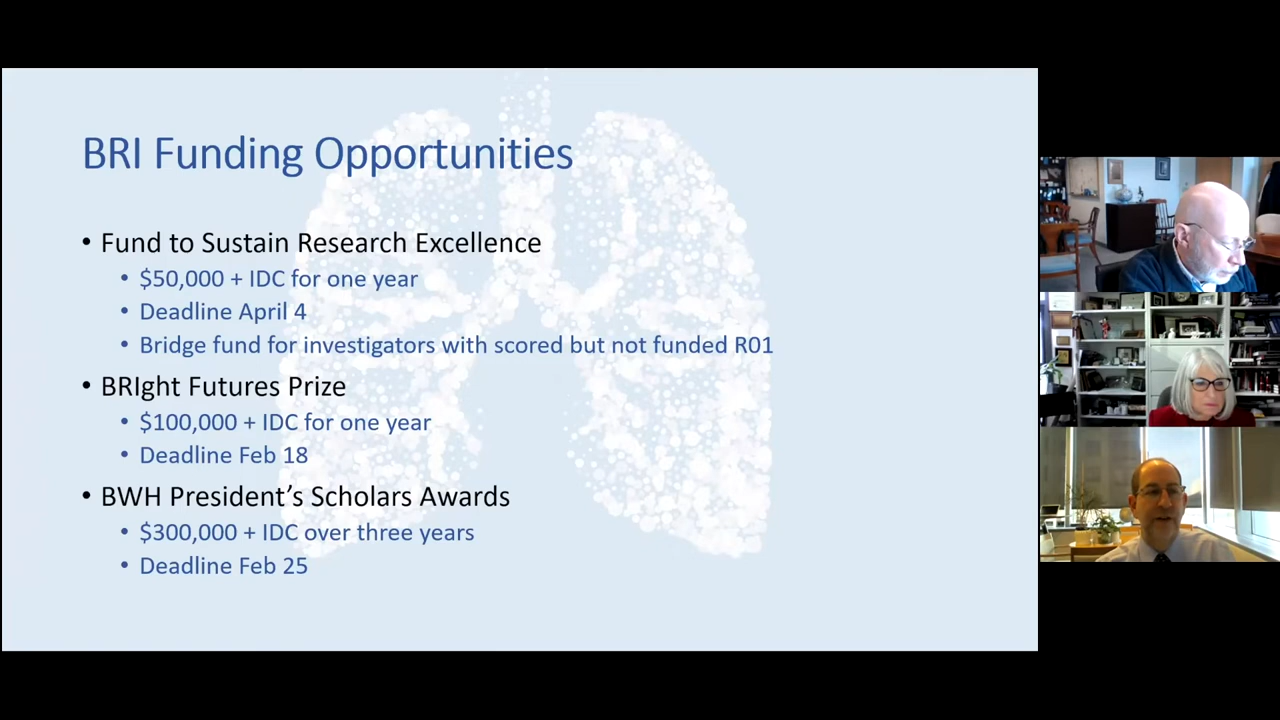 BRI Funding Opportunities
• Fund to Sustain Research Excellence
• $50,000 + IDC for one year
• Deadline April 4
• Bridge fund for investigators with scored but not funded R01
• BRIght Futures Prize
• $100,000 + IDC for one year
• Deadline Feb 18
• BWH President’s Scholars Awards
• $300,000 + IDC over three years
• Deadline Feb 25